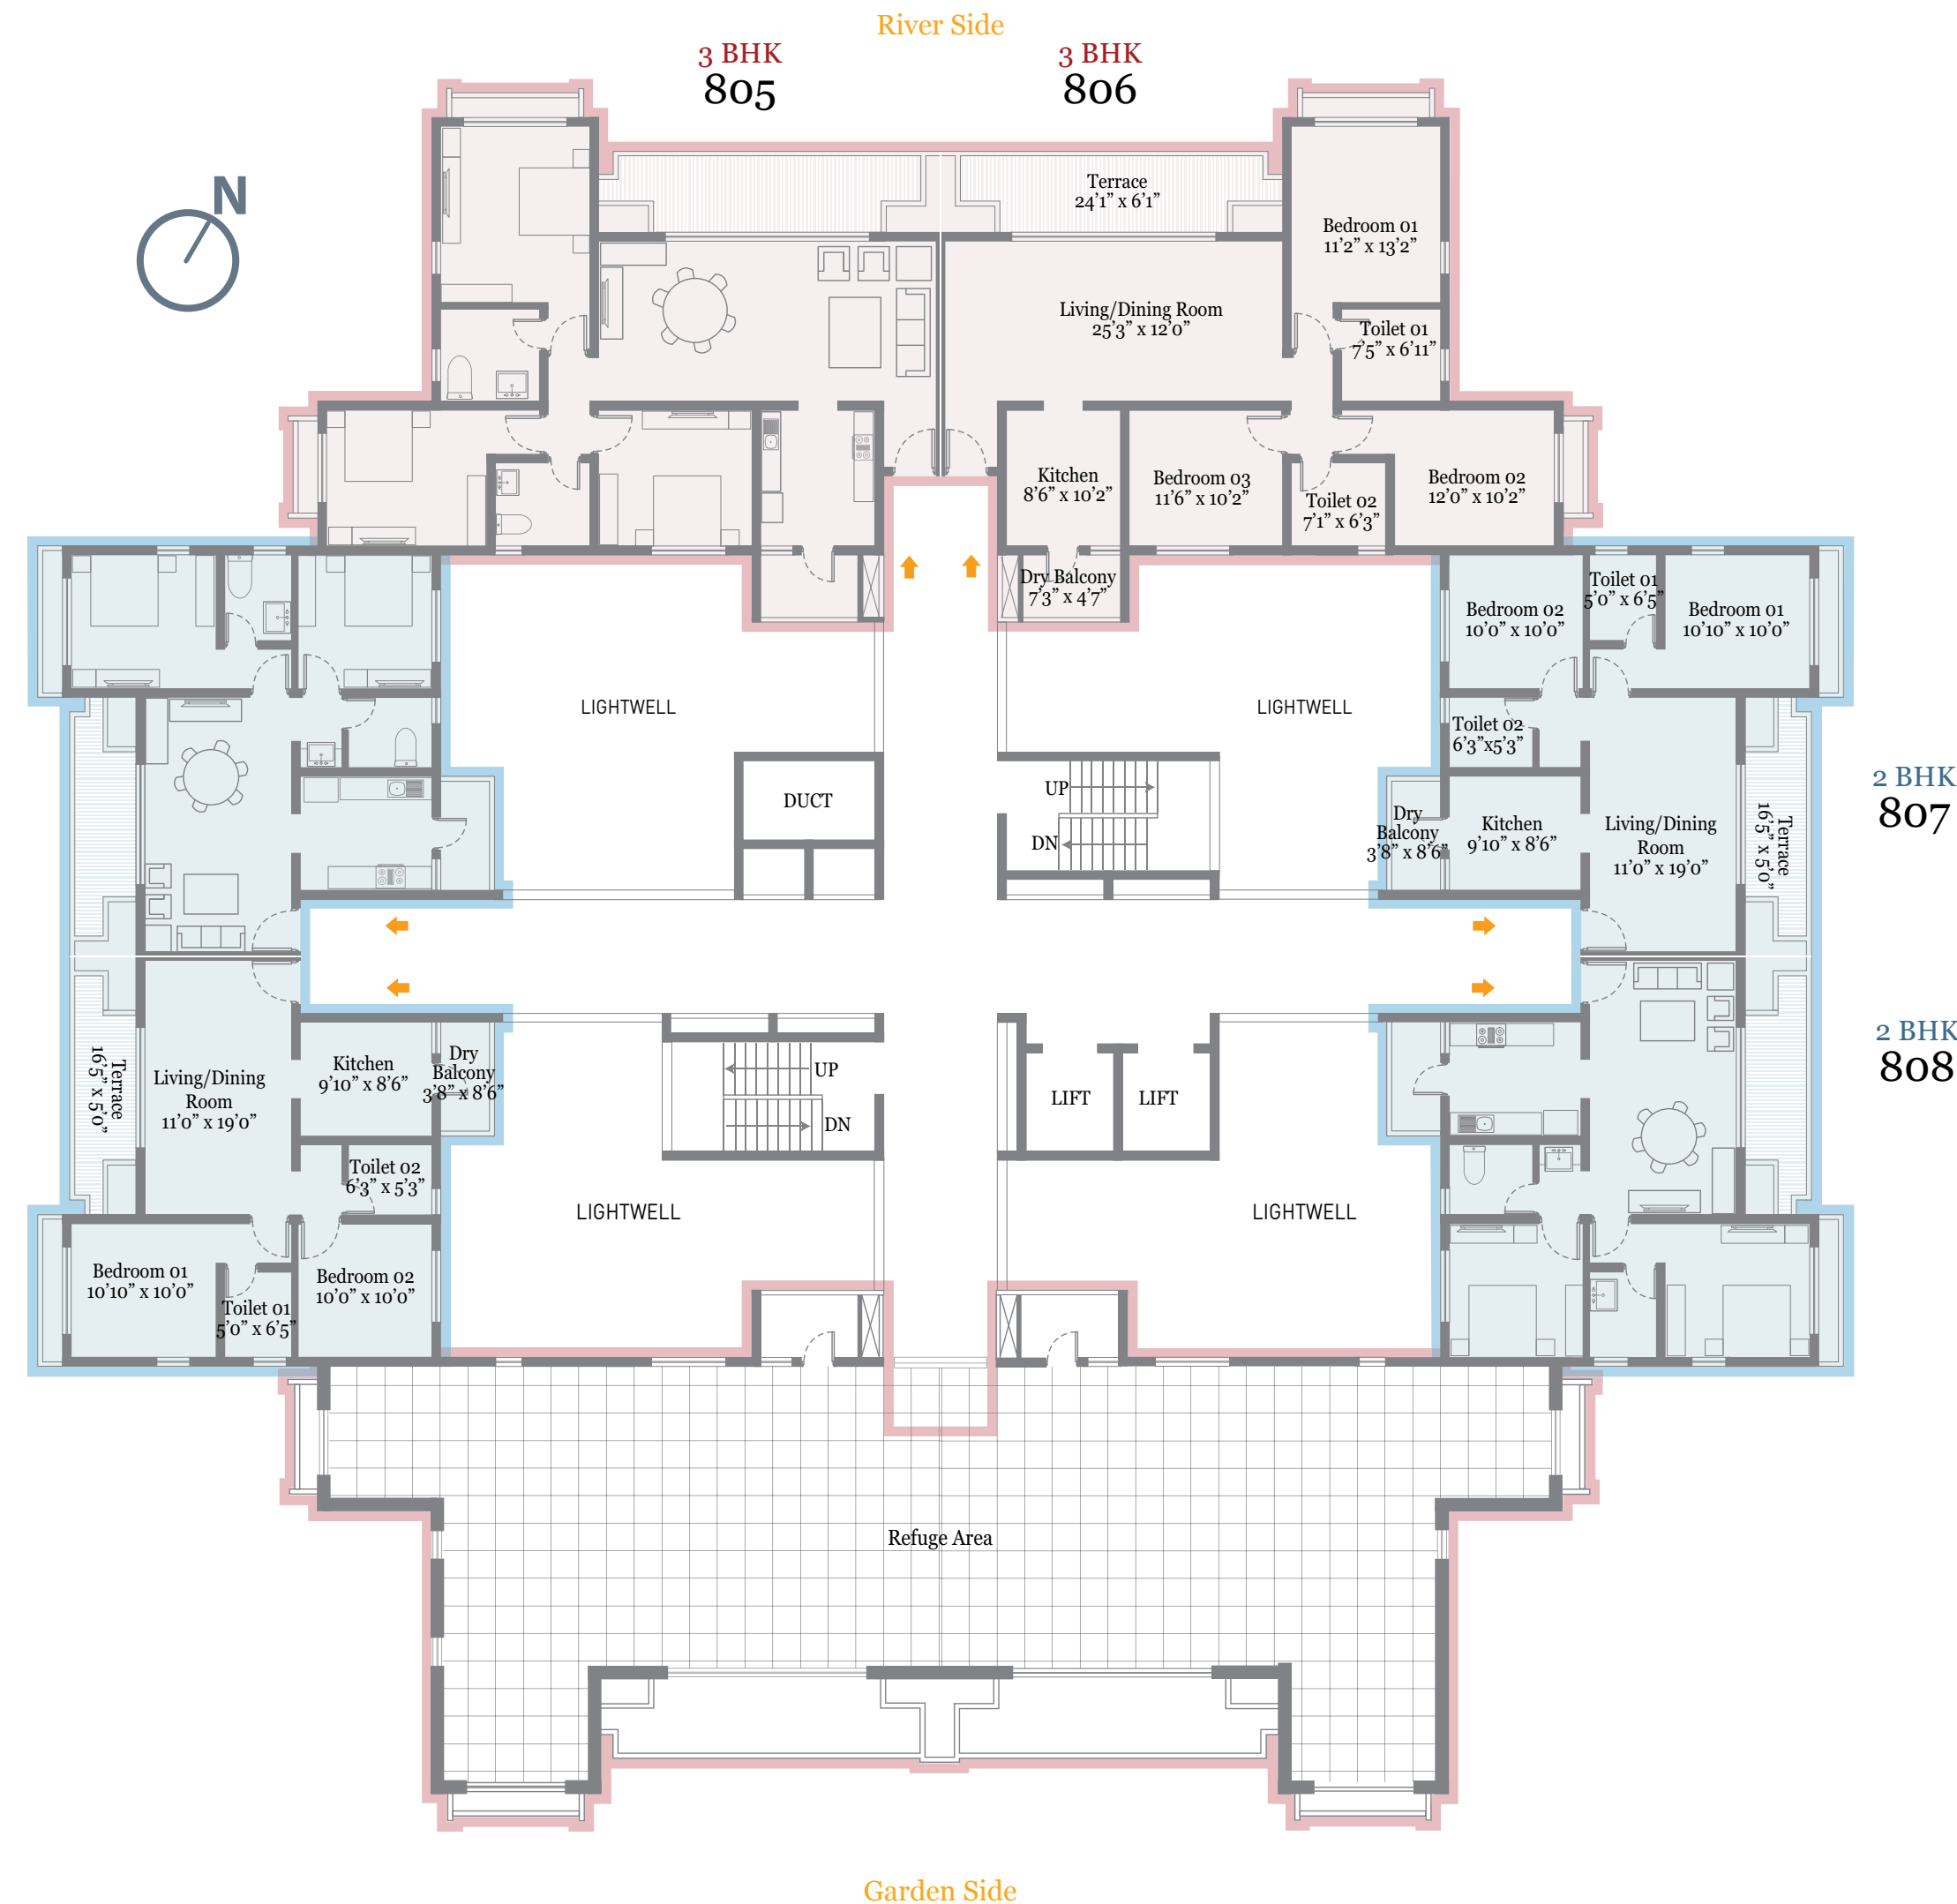 River Side
3 BHK
805
3 BHK
806
N
Terrace
24’1” x 6’1”
Bedroom 01
11’2” x 13’2”
Living/Dining Room
25’3” x 12’0”
Toilet 01
7’5” x 6’11”
Kitchen
8’6” x 10’2”
Bedroom 03
11’6” x 10’2”
Toilet 02
7’1” x 6’3”
Bedroom 02
12’0” x 10’2”
Dry Balcony
7’3” x 4’7”
Bedroom 02
10’0” x 10’0”
Toilet 01
5’0” x 6’5”
Bedroom 01
10’10” x 10’0”
LIGHTWELL
LIGHTWELL
Toilet 02
6’3”x5’3”
DUCT
UP
DN
Dry
Balcony
3’8” x 8’6”
Kitchen
9’10” x 8’6”
Living/Dining
Room
11’0” x 19’0”
Terrace
16’5” x 5’0”
2 BHK
807
2 BHK
808
Terrace
16’5” x 5’0”
Living/Dining
Room
11’0” x 19’0”
Kitchen
9’10” x 8’6”
Dry
Balcony
3’8” x 8’6”
UP
DN
LIFT
LIFT
Toilet 02
6’3” x 5’3”
LIGHTWELL
LIGHTWELL
Bedroom 01
10’10” x 10’0”
Toilet 01
5’0” x 6’5”
Bedroom 02
10’0” x 10’0”
Refuge Area
Garden Side